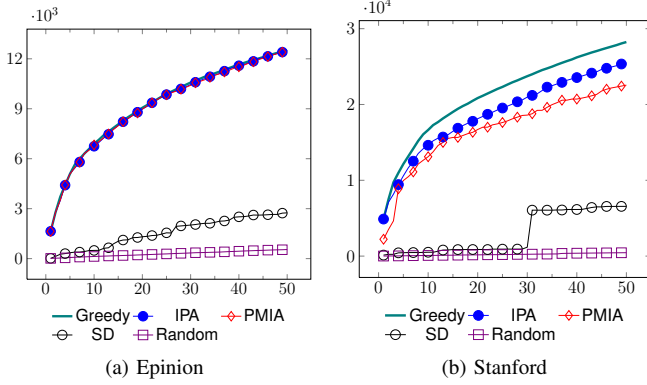 ·10³
12
9
6
3
0
0 10 20 30 40 50
Greedy IPA PMIA
SD Random
(a) Epinion
·10⁴
3
2
1
0
0 10 20 30 40 50
Greedy IPA PMIA
SD Random
(b) Stanford